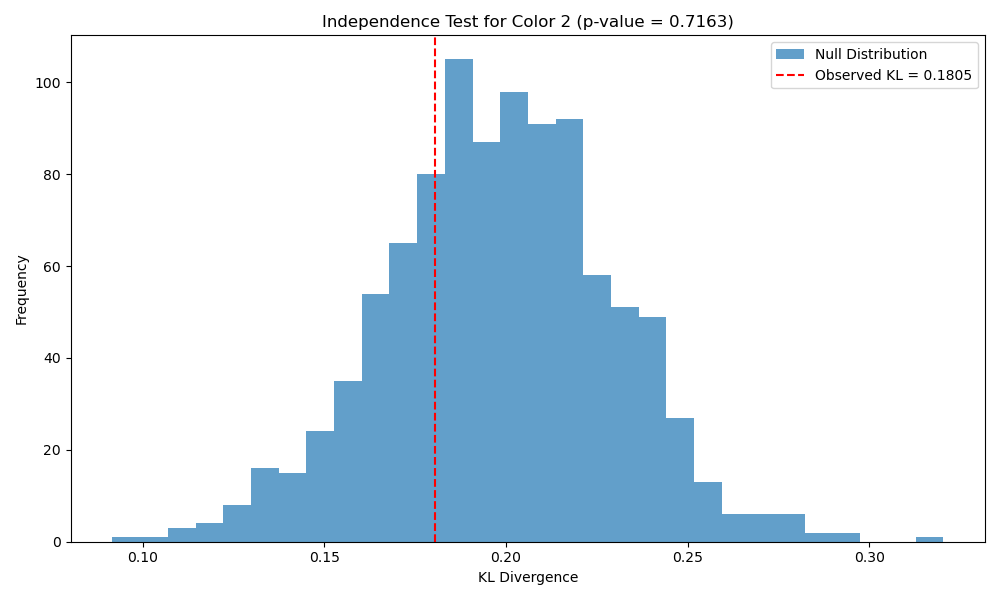 Independence Test for Color 2 (p-value = 0.7163)
Null Distribution
Observed KL = 0.1805
Frequency
100
80
60
40
20
0
0.10 0.15 0.20 0.25 0.30
KL Divergence